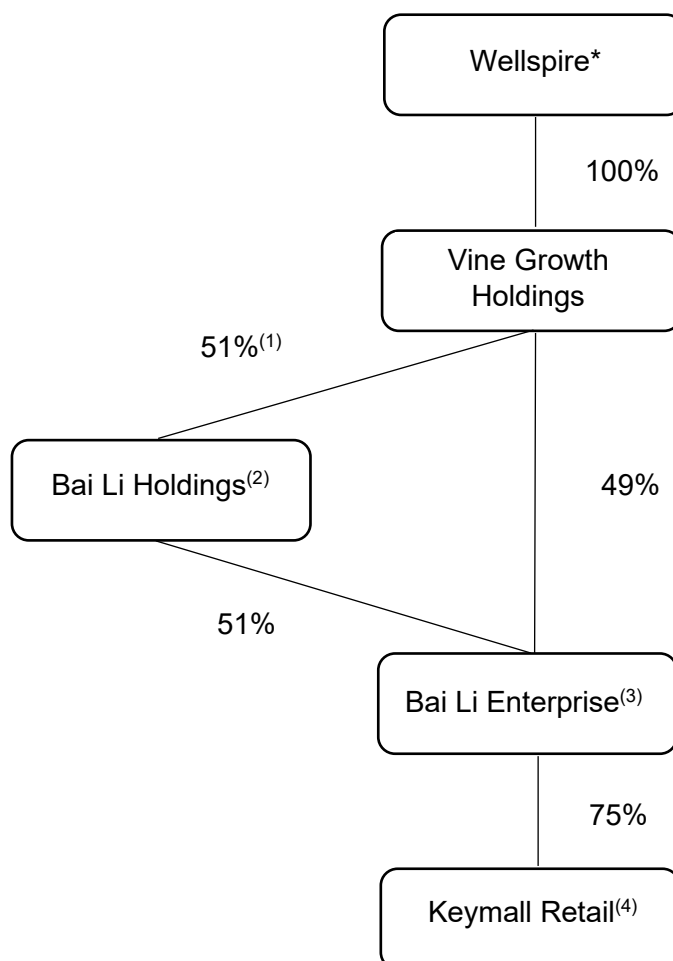 Wellspire*
100%
Vine Growth
Holdings
51%(1)
Bai Li Holdings(2)
49%
51%
Bai Li Enterprise(3)
75%
Keymall Retail(4)